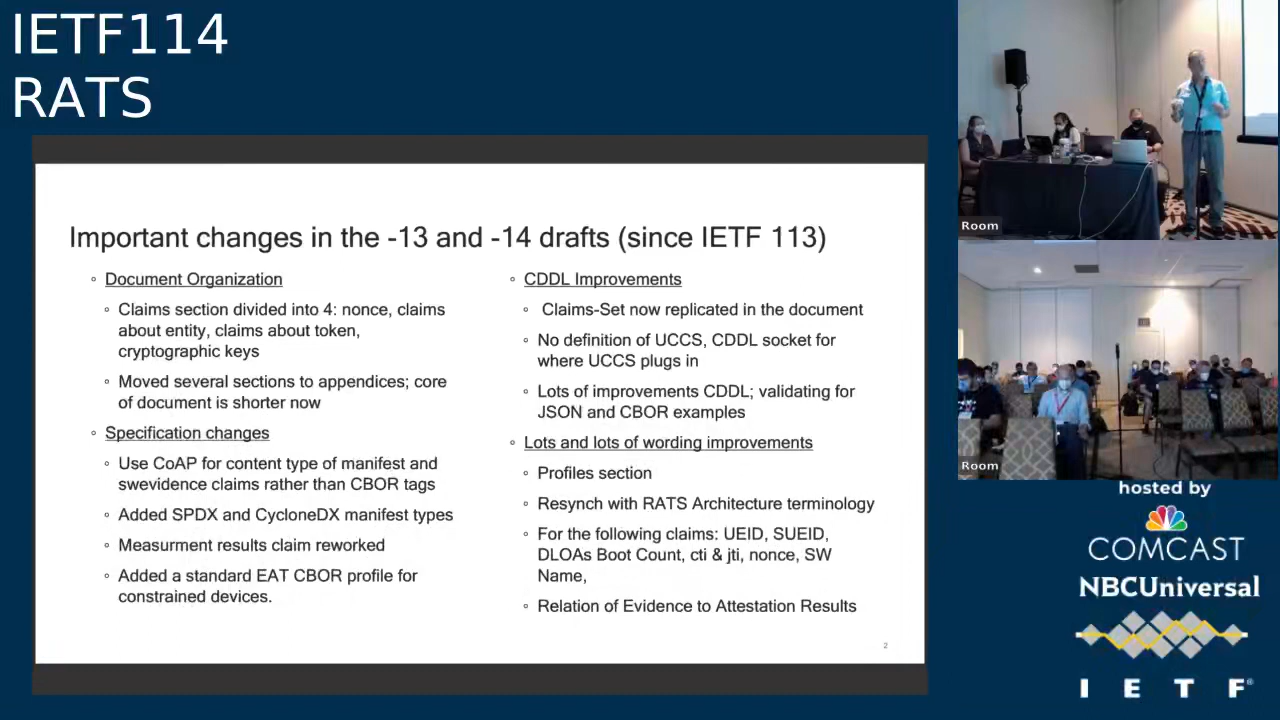 IETF114
RATS
Important changes in the -13 and -14 drafts (since IETF 113)
◦ Document Organization
◦ Claims section divided into 4: nonce, claims
about entity, claims about token,
cryptographic keys
◦ Moved several sections to appendices; core
of document is shorter now
◦ Specification changes
◦ Use CoAP for content type of manifest and
swevidence claims rather than CBOR tags
◦ Added SPDX and CycloneDX manifest types
◦ Measurment results claim reworked
◦ Added a standard EAT CBOR profile for
constrained devices.
◦ CDDL Improvements
◦ Claims-Set now replicated in the document
◦ No definition of UCCS, CDDL socket for
where UCCS plugs in
◦ Lots of improvements CDDL; validating for
JSON and CBOR examples
◦ Lots and lots of wording improvements
◦ Profiles section
◦ Resynch with RATS Architecture terminology
◦ For the following claims: UEID, SUEID,
DLOAs Boot Count, cti & jti, nonce, SW
Name,
◦ Relation of Evidence to Attestation Results
2
Room
Room
hosted by
COMCAST
NBCUniversal
I E T F®